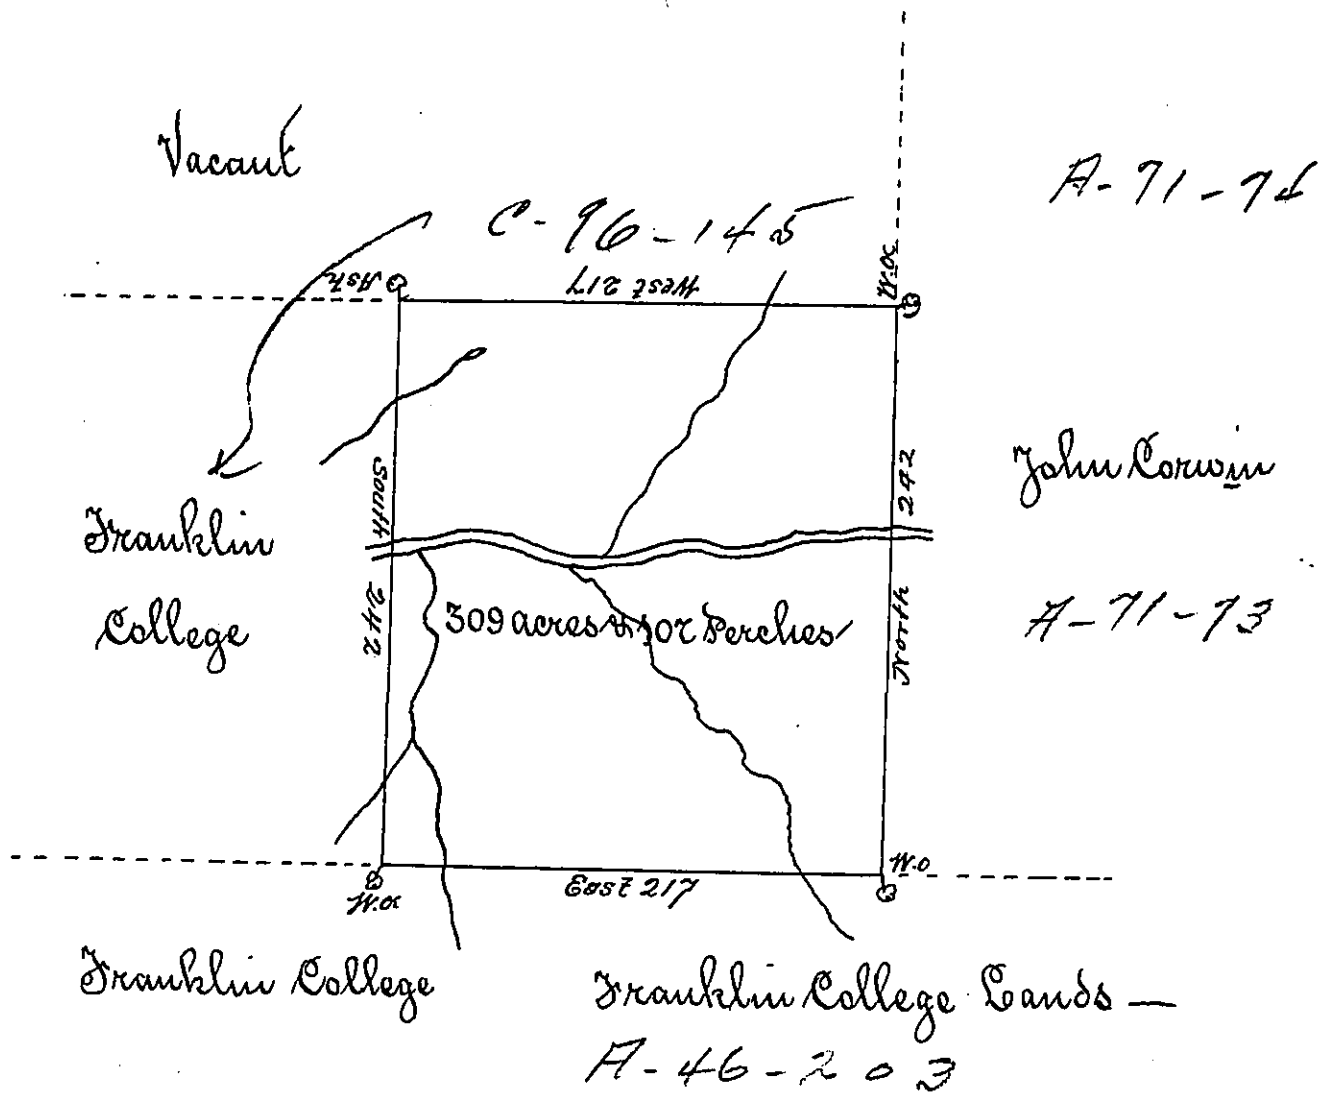 Vacant
A-71-74
C-96-145
Ash
West 217
W.O.
South 242
North 242
John Corwin
Franklin
College
309 acres & 102 Perches
A-71-73
W.O.
East 217
W.O
Franklin College
Franklin College Lands —
A-46-203